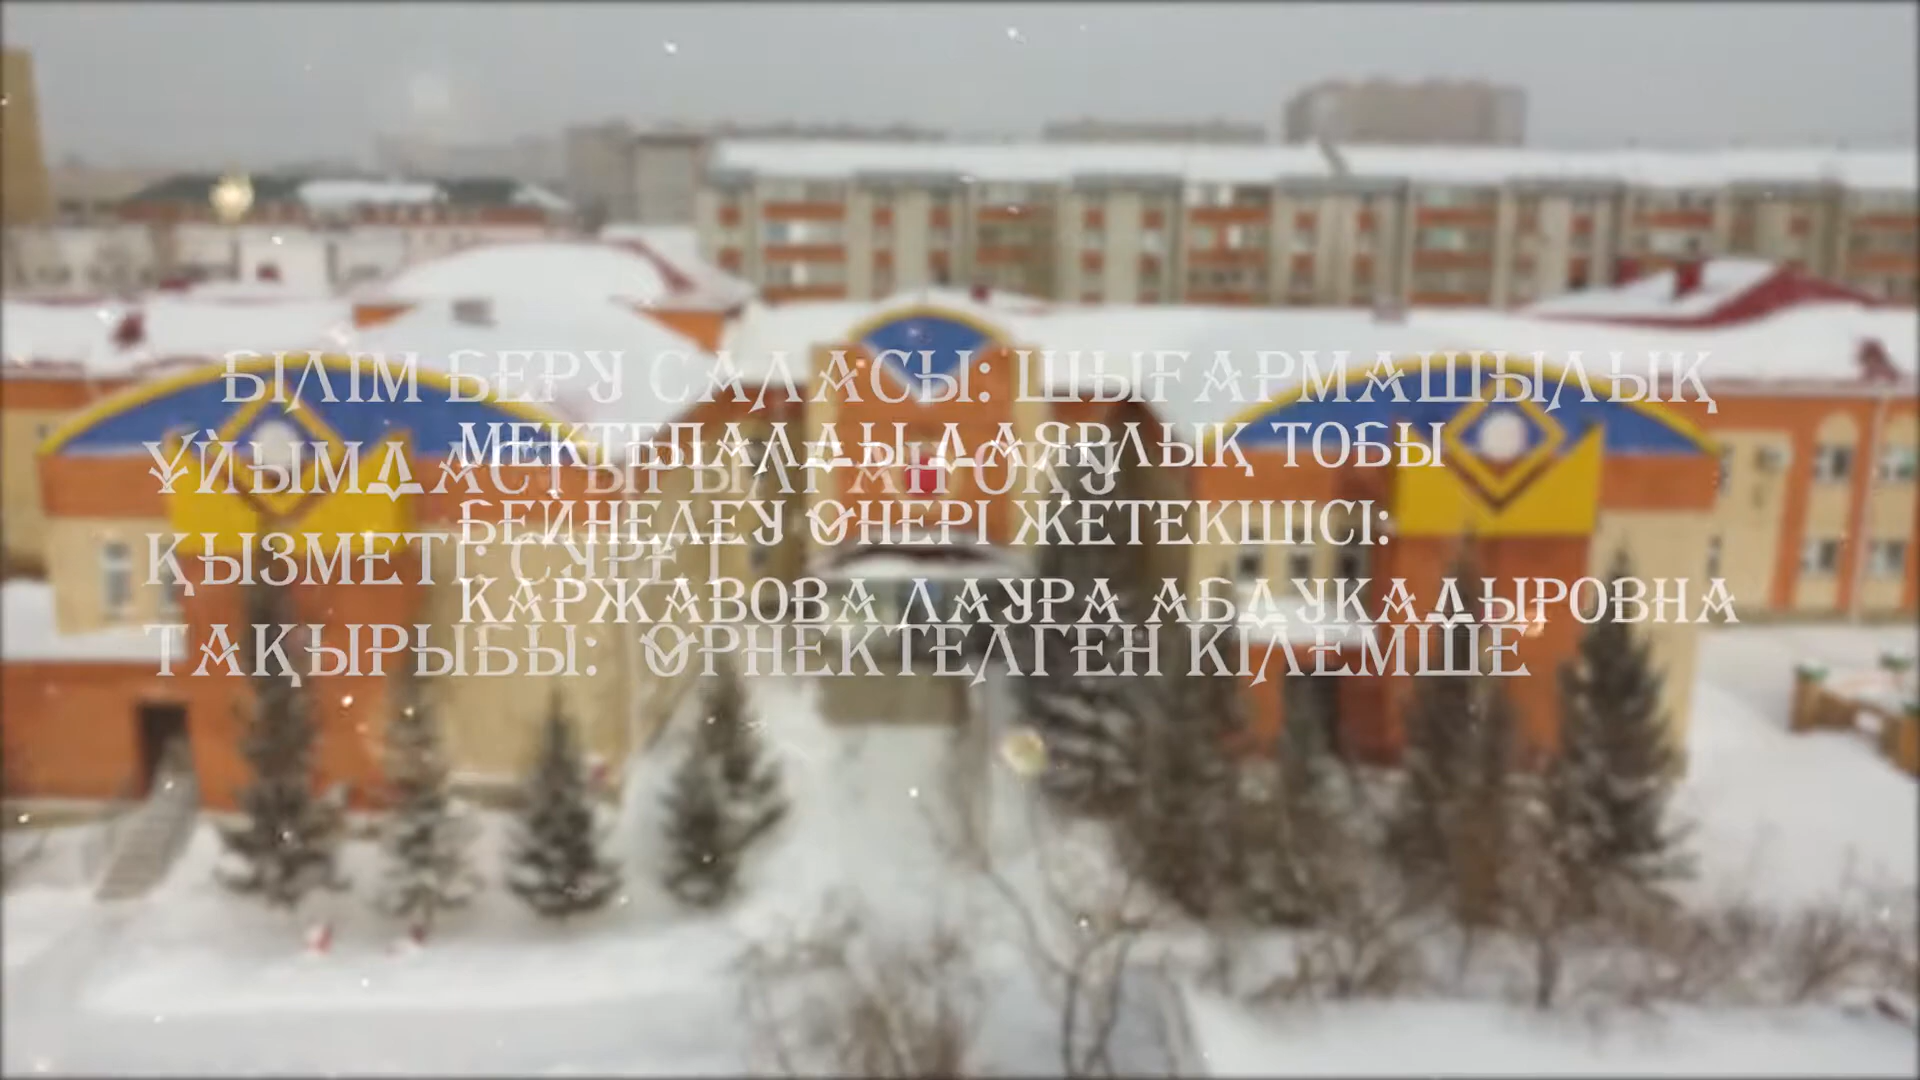 БІЛІМ БЕРУ САЛАСЫ: ШЫҒАРМАШЫЛЫҚ
ҰЙЫМДАСТЫРЫЛҒАН ОҚУ
ҚЫЗМЕТІ: СУРЕТ
ТАҚЫРЫБЫ: ӨРНЕКТЕЛГЕН КІЛЕМШЕ
МЕКТЕПАЛДЫ ДАЯРЛЫҚ ТОБЫ
БЕЙНЕЛЕУ ӨНЕРІ ЖЕТЕКШІСІ:
КАРЖАВОВА ЛАУРА АБДУКАДЫРОВНА